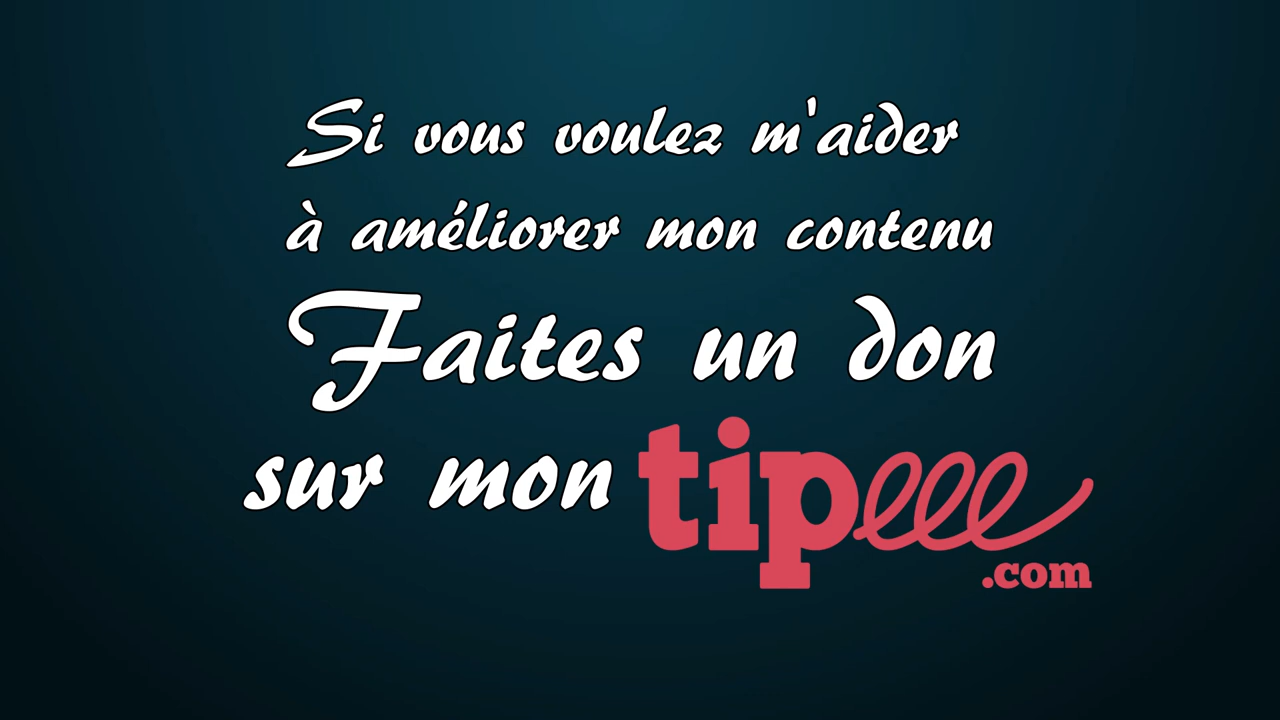 Si vous voulez m'aider
à améliorer mon contenu
Faites un don
sur mon tipeee
.com